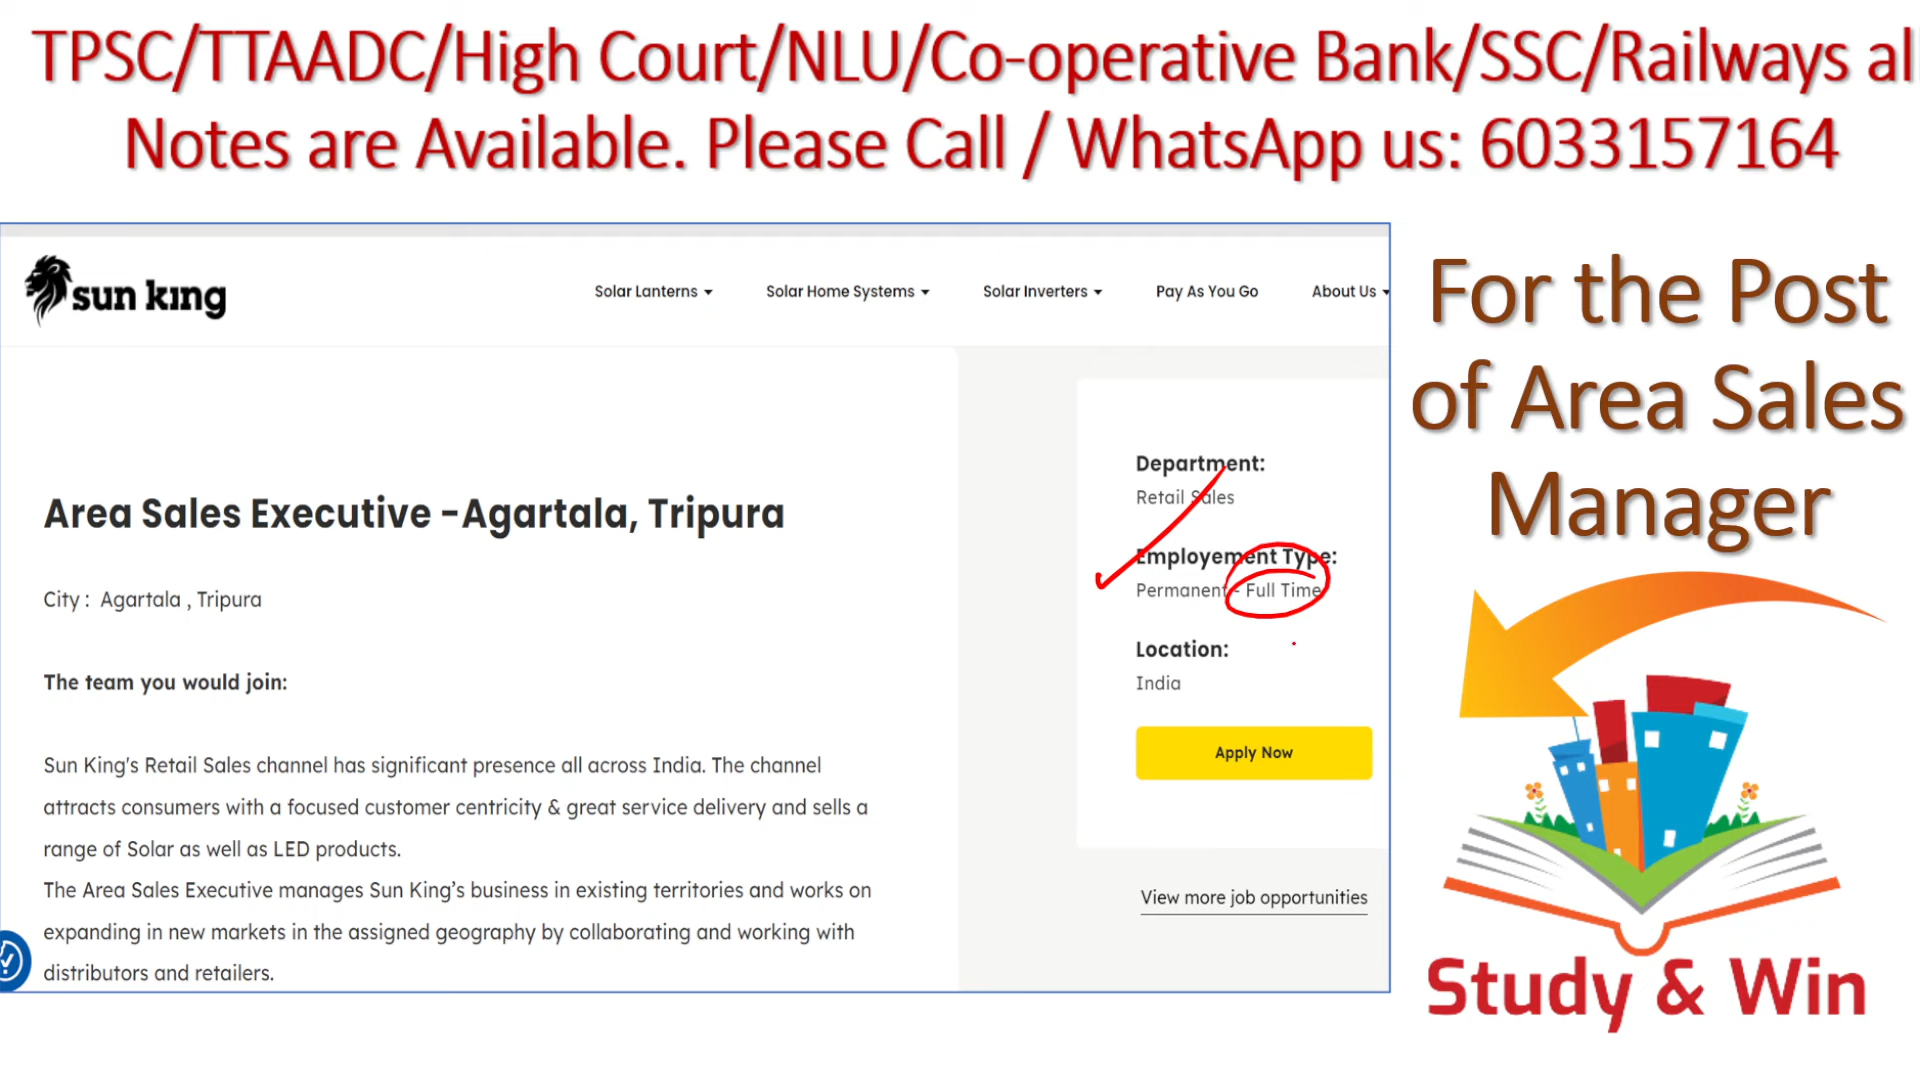 TPSC/TTAADC/High Court/NLU/Co-operative Bank/SSC/Railways al
Notes are Available. Please Call / WhatsApp us: 6033157164
sun king
Solar Lanterns
Solar Home Systems
Solar Inverters
Pay As You Go
About Us
Area Sales Executive -Agartala, Tripura
City : Agartala , Tripura
The team you would join:
Sun King's Retail Sales channel has significant presence all across India. The channel
attracts consumers with a focused customer centricity & great service delivery and sells a
range of Solar as well as LED products.
The Area Sales Executive manages Sun King's business in existing territories and works on
expanding in new markets in the assigned geography by collaborating and working with
distributors and retailers.
Department:
Retail Sales
Employement Type:
Permanent - Full Time
Location:
India
Apply Now
View more job opportunities
For the Post
of Area Sales
Manager
Study & Win